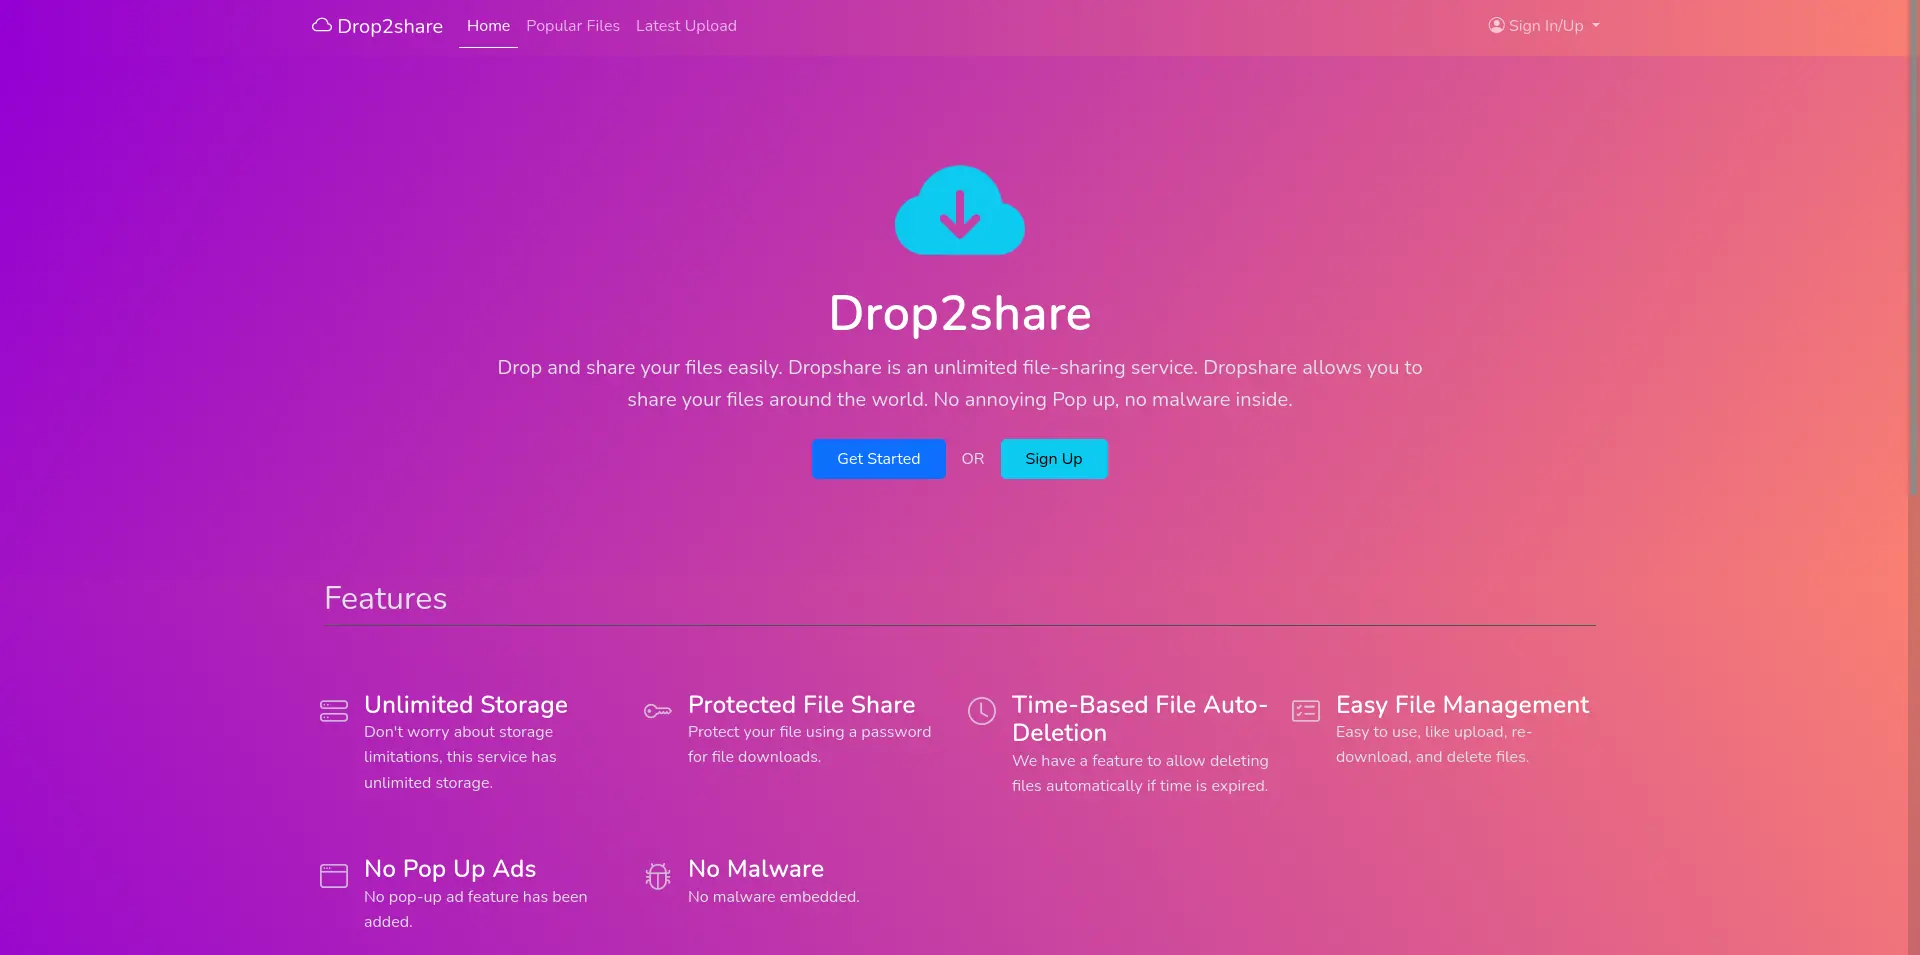 Drop2share
Home
Popular Files
Latest Upload
Sign In/Up
Drop2share
Drop and share your files easily. Dropshare is an unlimited file-sharing service. Dropshare allows you to
share your files around the world. No annoying Pop up, no malware inside.
Get Started
OR
Sign Up
Features
Unlimited Storage
Don't worry about storage
limitations, this service has
unlimited storage.
Protected File Share
Protect your file using a password
for file downloads.
Time-Based File Auto-
Deletion
We have a feature to allow deleting
files automatically if time is expired.
Easy File Management
Easy to use, like upload, re-
download, and delete files.
No Pop Up Ads
No pop-up ad feature has been
added.
No Malware
No malware embedded.